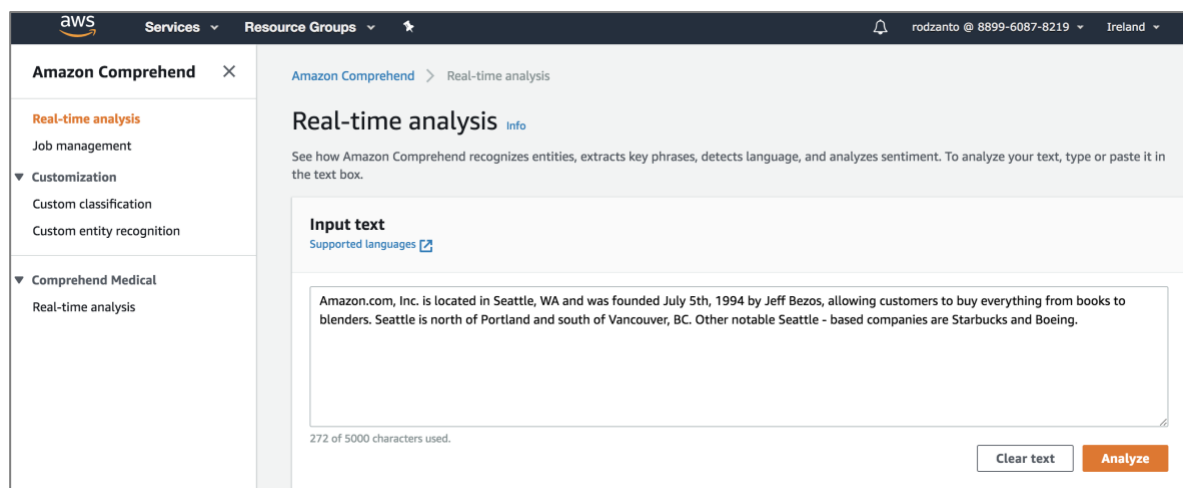 aws Services Resource Groups rodzanto @ 8899-6087-8219 Ireland
Amazon Comprehend
Real-time analysis
Job management
Customization
Custom classification
Custom entity recognition
Comprehend Medical
Real-time analysis
Amazon Comprehend > Real-time analysis
Real-time analysis Info
See how Amazon Comprehend recognizes entities, extracts key phrases, detects language, and analyzes sentiment. To analyze your text, type or paste it in
the text box.
Input text
Supported languages
Amazon.com, Inc. is located in Seattle, WA and was founded July 5th, 1994 by Jeff Bezos, allowing customers to buy everything from books to
blenders. Seattle is north of Portland and south of Vancouver, BC. Other notable Seattle - based companies are Starbucks and Boeing.
272 of 5000 characters used.
Clear text Analyze